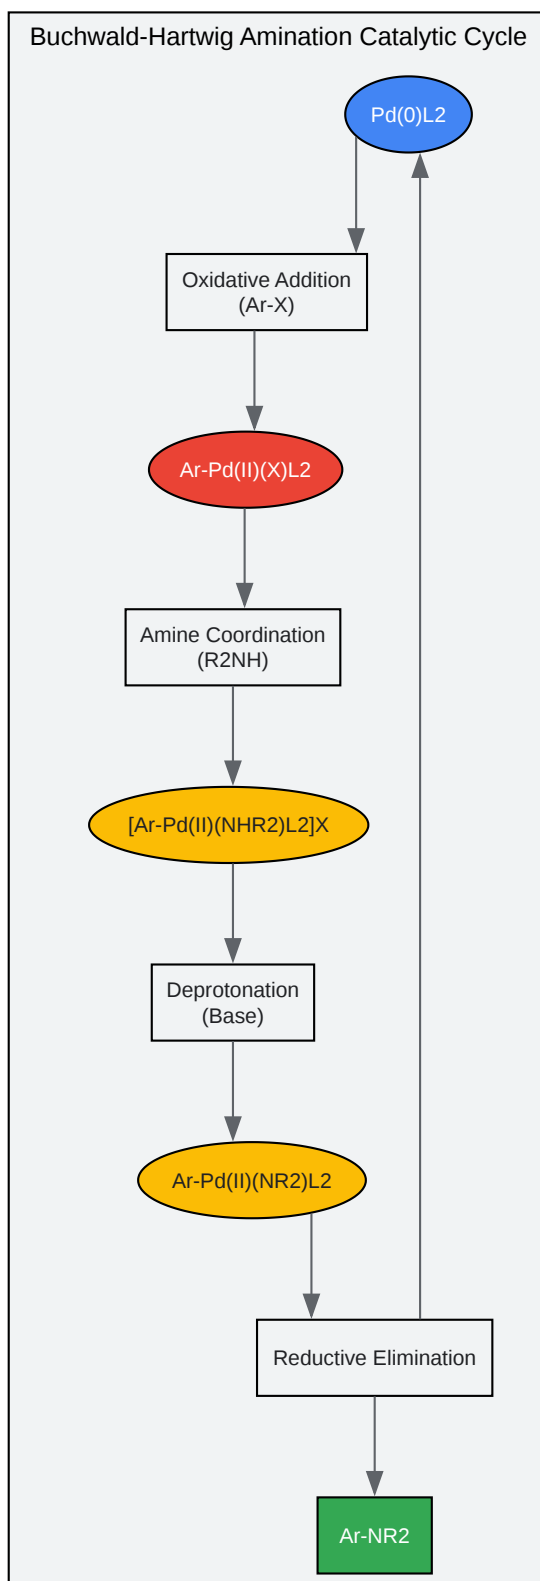 Buchwald-Hartwig Amination Catalytic Cycle
Pd(0)L2
Oxidative Addition
(Ar-X)
Ar-Pd(II)(X)L2
Amine Coordination
(R2NH)
[Ar-Pd(II)(NHR2)L2]X
Deprotonation
(Base)
Ar-Pd(II)(NR2)L2
Reductive Elimination
Ar-NR2